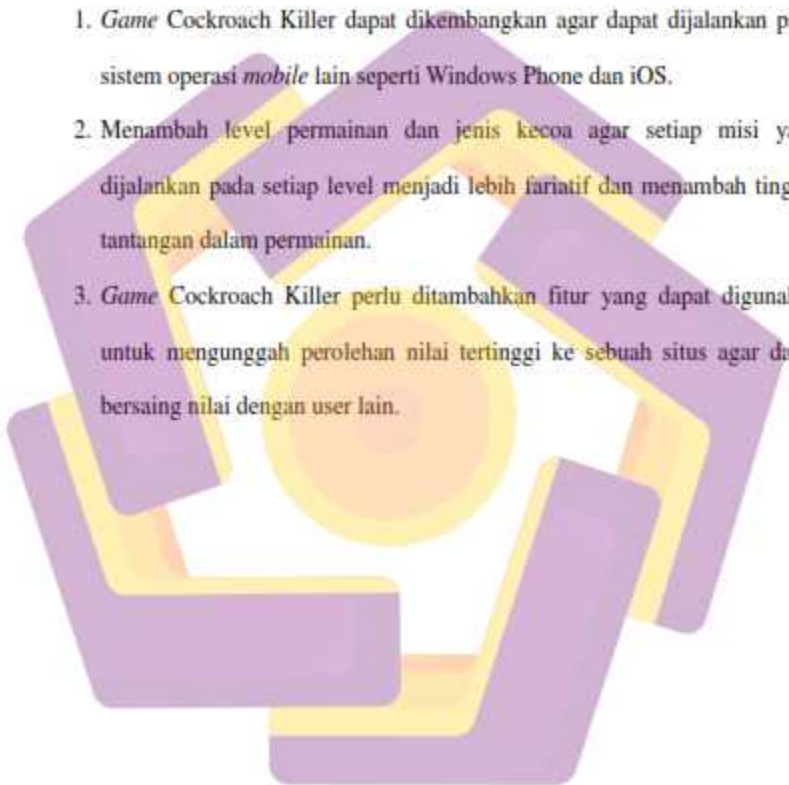 1. Game Cockroach Killer dapat dikembangkan agar dapat dijalankan p
sistem operasi mobile lain seperti Windows Phone dan iOS.
2. Menambah level permainan dan jenis kecoa agar setiap misi ya
dijalankan pada setiap level menjadi lebih fariatif dan menambah ting
tantangan dalam permainan.
3. Game Cockroach Killer perlu ditambahkan fitur yang dapat digunal
untuk mengunggah perolehan nilai tertinggi ke sebuah situs agar da
bersaing nilai dengan user lain.